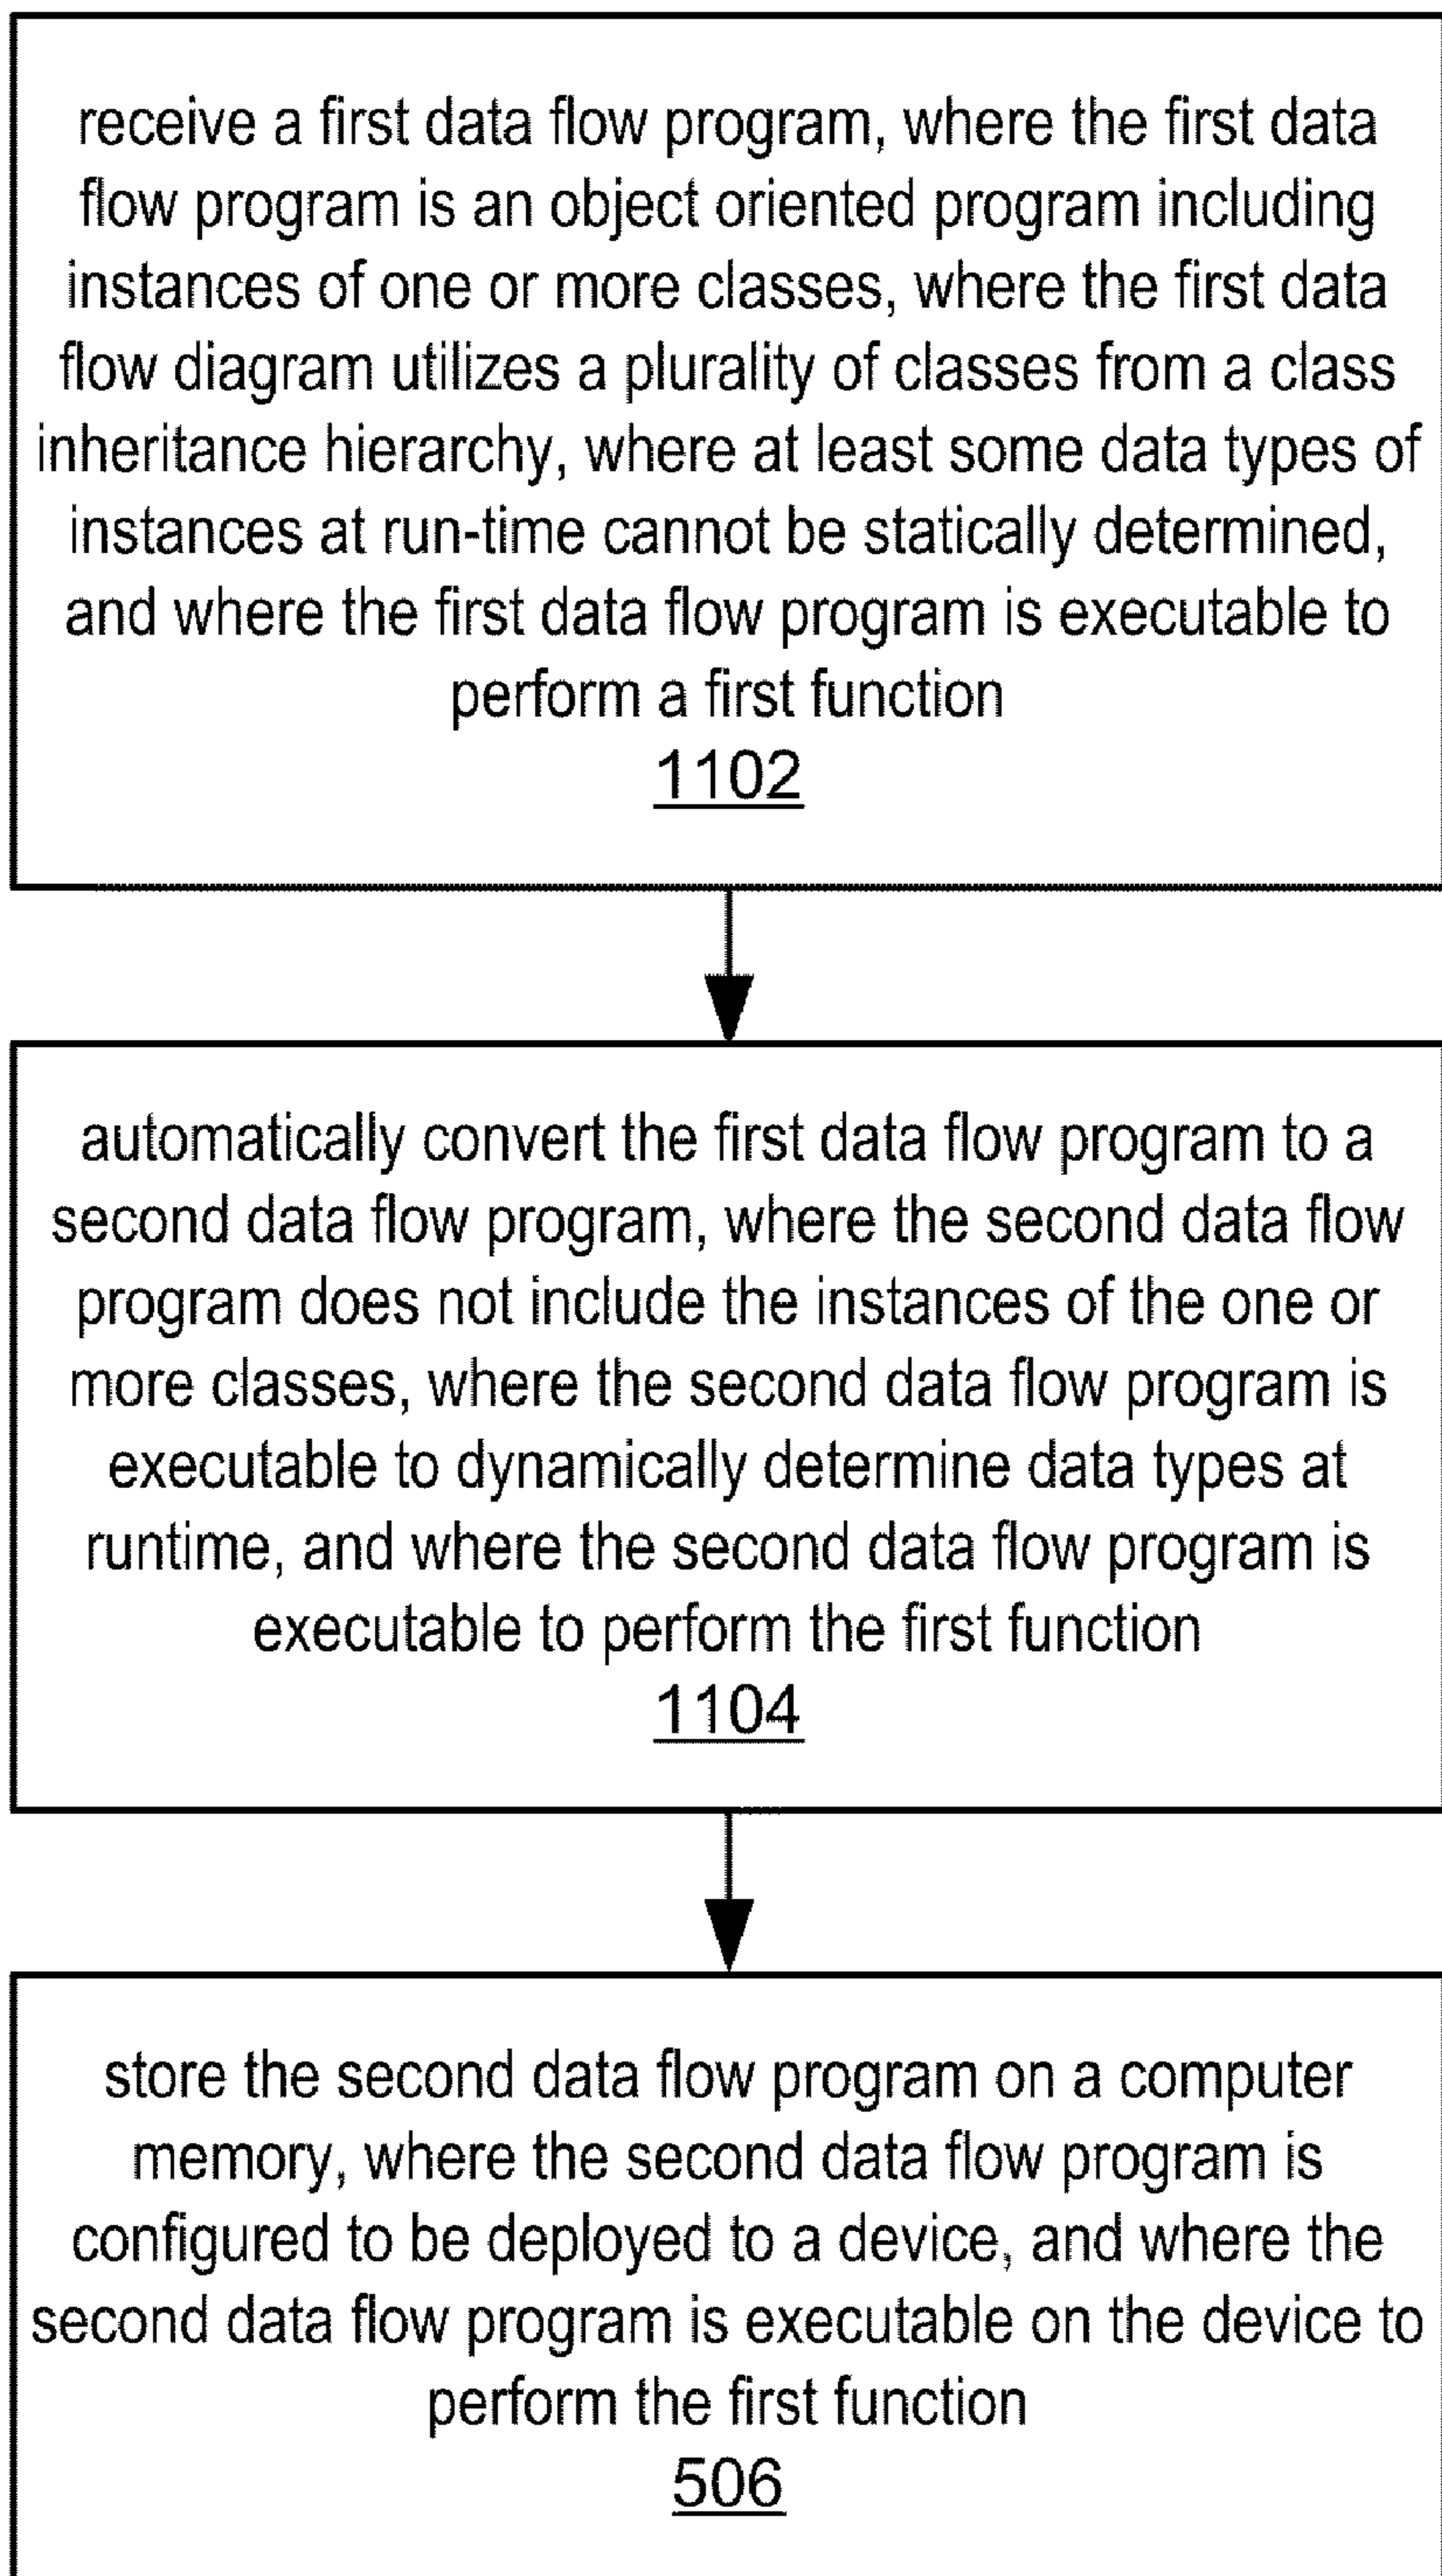 receive a first data flow program, where the first data
flow program is an object oriented program including
instances of one or more classes, where the first data
flow diagram utilizes a plurality of classes from a class
inheritance hierarchy, where at least some data types of
instances at run-time cannot be statically determined,
and where the first data flow program is executable to
perform a first function
1102
automatically convert the first data flow program to a
second data flow program, where the second data flow
program does not include the instances of the one or
more classes, where the second data flow program is
executable to dynamically determine data types at
runtime, and where the second data flow program is
executable to perform the first function
1104
store the second data flow program on a computer
memory, where the second data flow program is
configured to be deployed to a device, and where the
second data flow program is executable on the device to
perform the first function
506